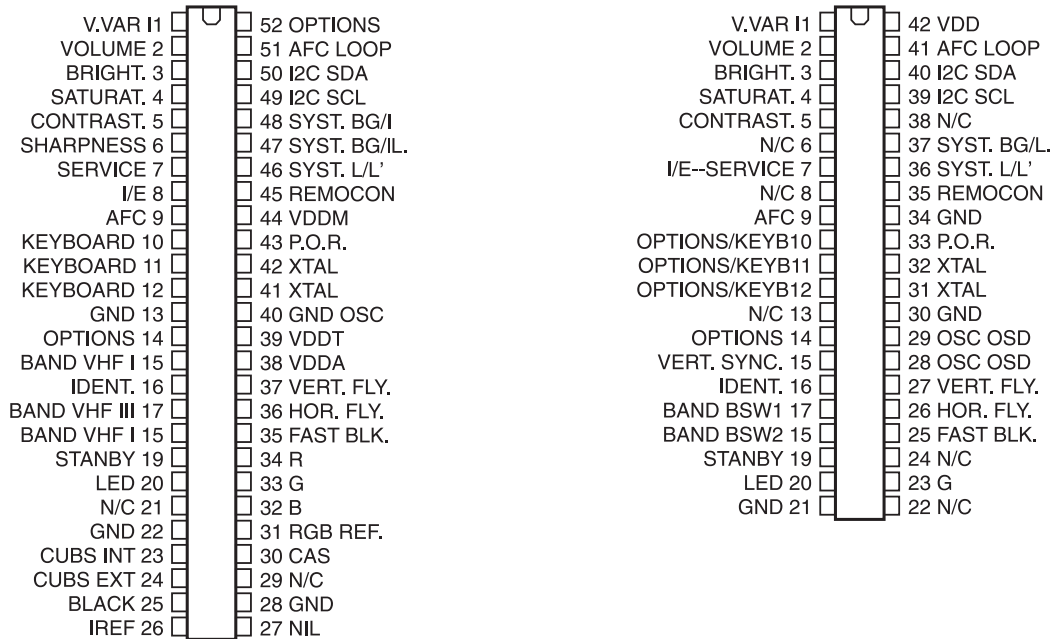 V.VAR I1
VOLUME 2
BRIGHT. 3
SATURAT. 4
CONTRAST. 5
SHARPNESS 6
SERVICE 7
I/E 8
AFC 9
KEYBOARD 10
KEYBOARD 11
KEYBOARD 12
GND 13
OPTIONS 14
BAND VHF I 15
IDENT. 16
BAND VHF III 17
BAND VHF I 15
STANBY 19
LED 20
N/C 21
GND 22
CUBS INT 23
CUBS EXT 24
BLACK 25
IREF 26
52 OPTIONS
51 AFC LOOP
50 I2C SDA
49 I2C SCL
48 SYST. BG/I
47 SYST. BG/IL.
46 SYST. L/L'
45 REMOCON
44 VDDM
43 P.O.R.
42 XTAL
41 XTAL
40 GND OSC
39 VDDT
38 VDDA
37 VERT. FLY.
36 HOR. FLY.
35 FAST BLK.
34 R
33 G
32 B
31 RGB REF.
30 CAS
29 N/C
28 GND
27 NIL
V.VAR I1
VOLUME 2
BRIGHT. 3
SATURAT. 4
CONTRAST. 5
N/C 6
I/E--SERVICE 7
N/C 8
AFC 9
OPTIONS/KEYB10
OPTIONS/KEYB11
OPTIONS/KEYB12
N/C 13
OPTIONS 14
VERT. SYNC. 15
IDENT. 16
BAND BSW1 17
BAND BSW2 15
STANBY 19
LED 20
GND 21
42 VDD
41 AFC LOOP
40 I2C SDA
39 I2C SCL
38 N/C
37 SYST. BG/L.
36 SYST. L/L'
35 REMOCON
34 GND
33 P.O.R.
32 XTAL
31 XTAL
30 GND
29 OSC OSD
28 OSC OSD
27 VERT. FLY.
26 HOR. FLY.
25 FAST BLK.
24 N/C
23 G
22 N/C